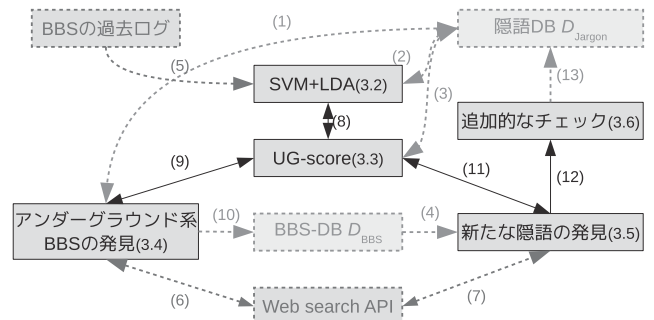 BBSの過去ログ
(1)
隠語DB D Jargon
(2)
(5)
(3)
(13)
SVM+LDA(3.2)
(8)
追加的なチェック(3.6)
UG-score(3.3)
(9)
(11)
(12)
アンダーグラウンド系
BBSの発見(3.4)
(10)
BBS-DB D BBS
(4)
新たな隠語の発見(3.5)
(6)
Web search API
(7)